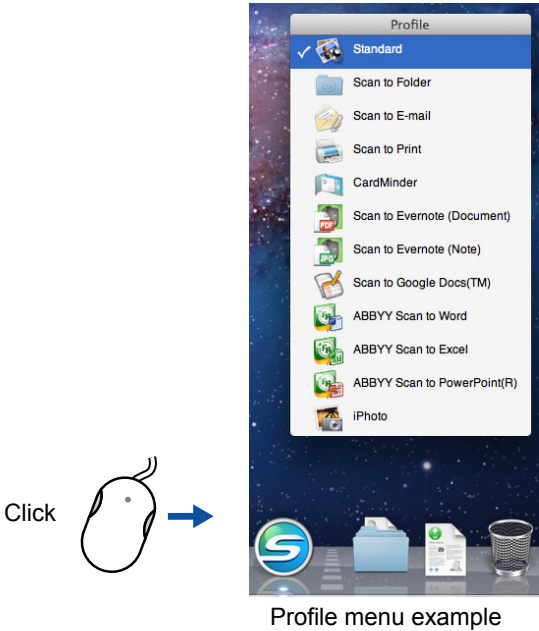 Profile
Standard
Scan to Folder
Scan to E-mail
Scan to Print
CardMinder
Scan to Evernote (Document)
Scan to Evernote (Note)
Scan to Google Docs(TM)
ABBYY Scan to Word
ABBYY Scan to Excel
ABBYY Scan to PowerPoint(R)
iPhoto
Click
Profile menu example